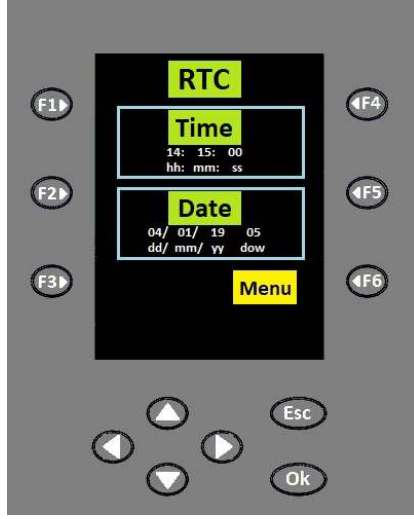 RTC
F1
F4
Time
14: 15: 00
hh: mm: ss
F2
F5
Date
04/ 01/ 19 05
dd/ mm/ yy dow
F3
Menu
F6
Esc
Ok